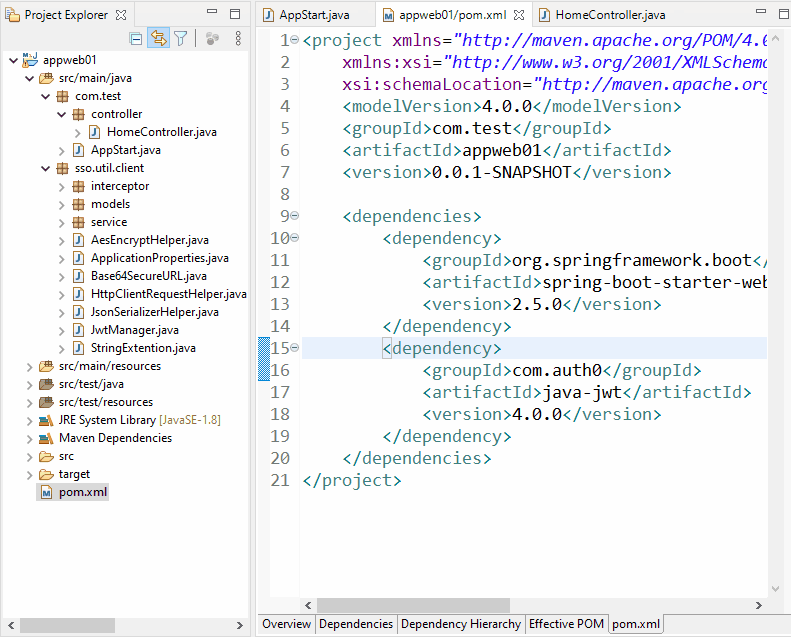 Project Explorer
appweb01
src/main/java
com.test
controller
HomeController.java
AppStart.java
sso.util.client
interceptor
models
service
AesEncryptHelper.java
ApplicationProperties.java
Base64SecureURL.java
HttpClientRequestHelper.java
JsonSerializerHelper.java
JwtManager.java
StringExtention.java
src/main/resources
src/test/java
src/test/resources
JRE System Library [JavaSE-1.8]
Maven Dependencies
src
target
pom.xml
AppStart.java appweb01/pom.xml HomeController.java
1 <project xmlns="http://maven.apache.org/POM/4.0
2 xmlns:xsi="http://www.w3.org/2001/XMLSchema
3 xsi:schemaLocation="http://maven.apache.org
4 <modelVersion>4.0.0</modelVersion>
5 <groupId>com.test</groupId>
6 <artifactId>appweb01</artifactId>
7 <version>0.0.1-SNAPSHOT</version>
8
9 <dependencies>
10 <dependency>
11 <groupId>org.springframework.boot</
12 <artifactId>spring-boot-starter-web
13 <version>2.5.0</version>
14 </dependency>
15 <dependency>
16 <groupId>com.auth0</groupId>
17 <artifactId>java-jwt</artifactId>
18 <version>4.0.0</version>
19 </dependency>
20 </dependencies>
21 </project>
Overview Dependencies Dependency Hierarchy Effective POM pom.xml